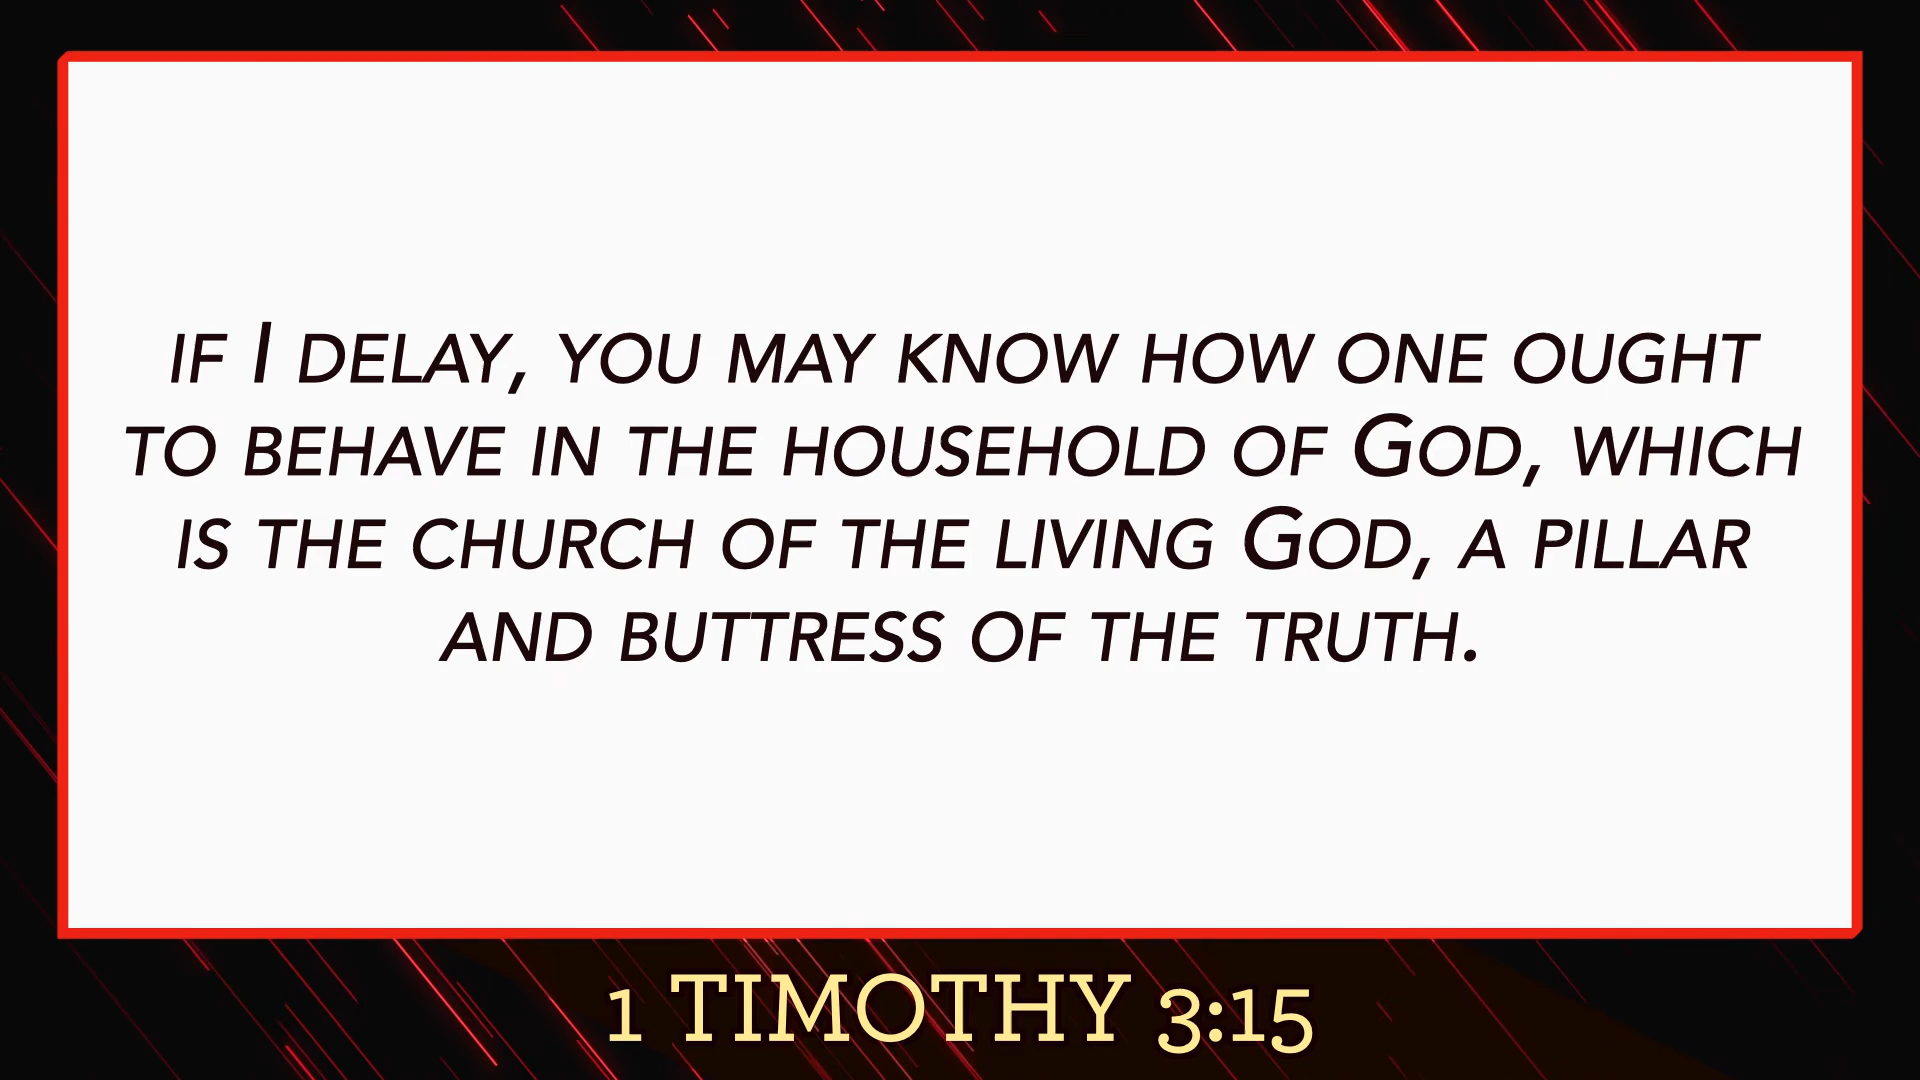 if I delay, you may know how one ought
to behave in the household of God, which
is the church of the living God, a pillar
and buttress of the truth.
1 TIMOTHY 3:15